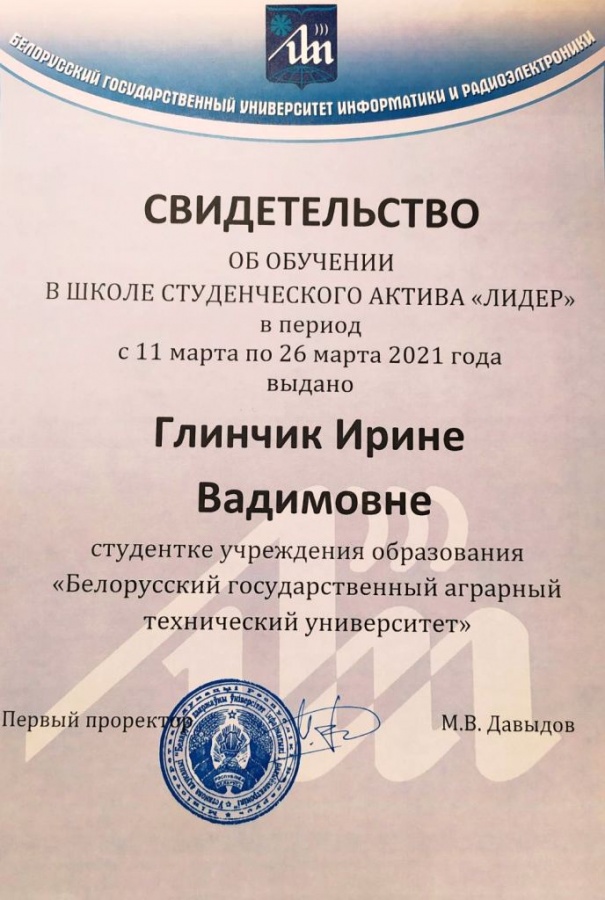 БЕЛОРУССКИЙ ГОСУДАРСТВЕННЫЙ УНИВЕРСИТЕТ ИНФОРМАТИКИ И РАДИОЭЛЕКТРОНИКИ
СВИДЕТЕЛЬСТВО
ОБ ОБУЧЕНИИ
В ШКОЛЕ СТУДЕНЧЕСКОГО АКТИВА «ЛИДЕР»
в период
с 11 марта по 26 марта 2021 года
выдано
Глинчик Ирине
Вадимовне
студентке учреждения образования
«Белорусский государственный аграрный
технический университет»
Первый проректор
М.В. Давыдов